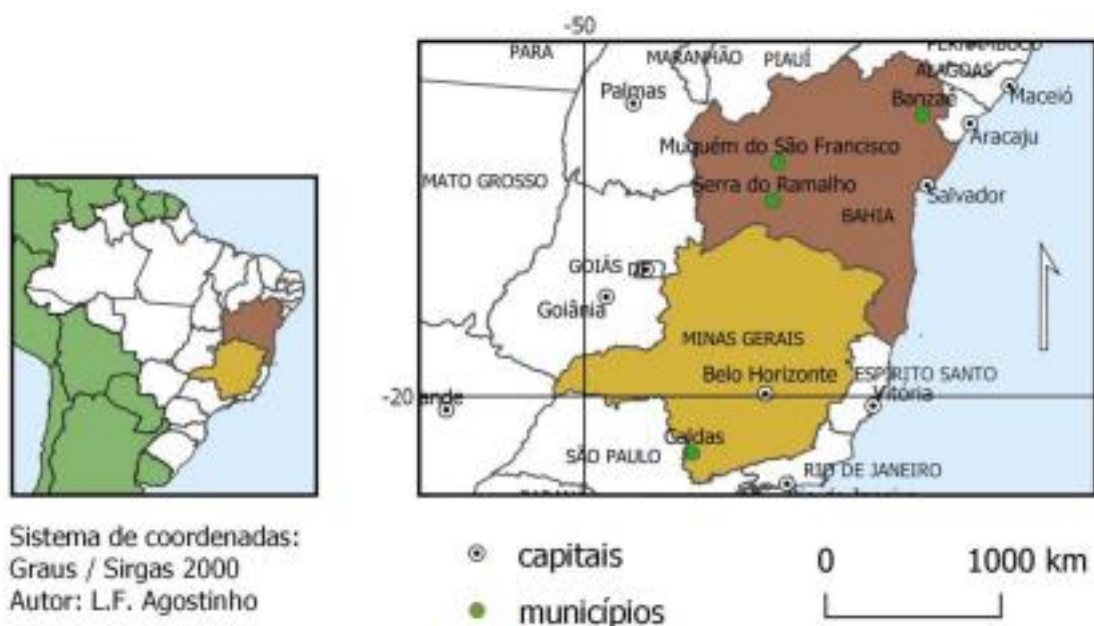 -50
PARA
MARANHÃO
PIAUÍ
PERNAMBUCO
ALAGOAS
Palmas
Banzaê
Maceió
Aracaju
Muquém do São Francisco
MATO GROSSO
Serra do Ramalho
Salvador
BAHIA
GOIÁS
DF
Goiânia
MINAS GERAIS
Belo Horizonte
ESPÍRITO SANTO
-20
ande
Vitória
Caldas
SÃO PAULO
RIO DE JANEIRO
Sistema de coordenadas:
Graus / Sirgas 2000
Autor: L.F. Agostinho
capitais
municípios
0 1000 km